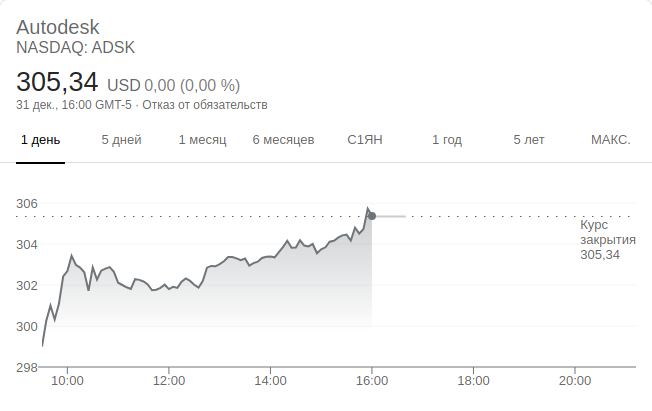 Autodesk
NASDAQ: ADSK
305,34 USD 0,00 (0,00 %)
31 дек., 16:00 GMT-5 · Отказ от обязательств
1 день 5 дней 1 месяц 6 месяцев С1ЯН 1 год 5 лет МАКС.
306
Курс
закрытия
305,34
304
302
300
298
10:00 12:00 14:00 16:00 18:00 20:00